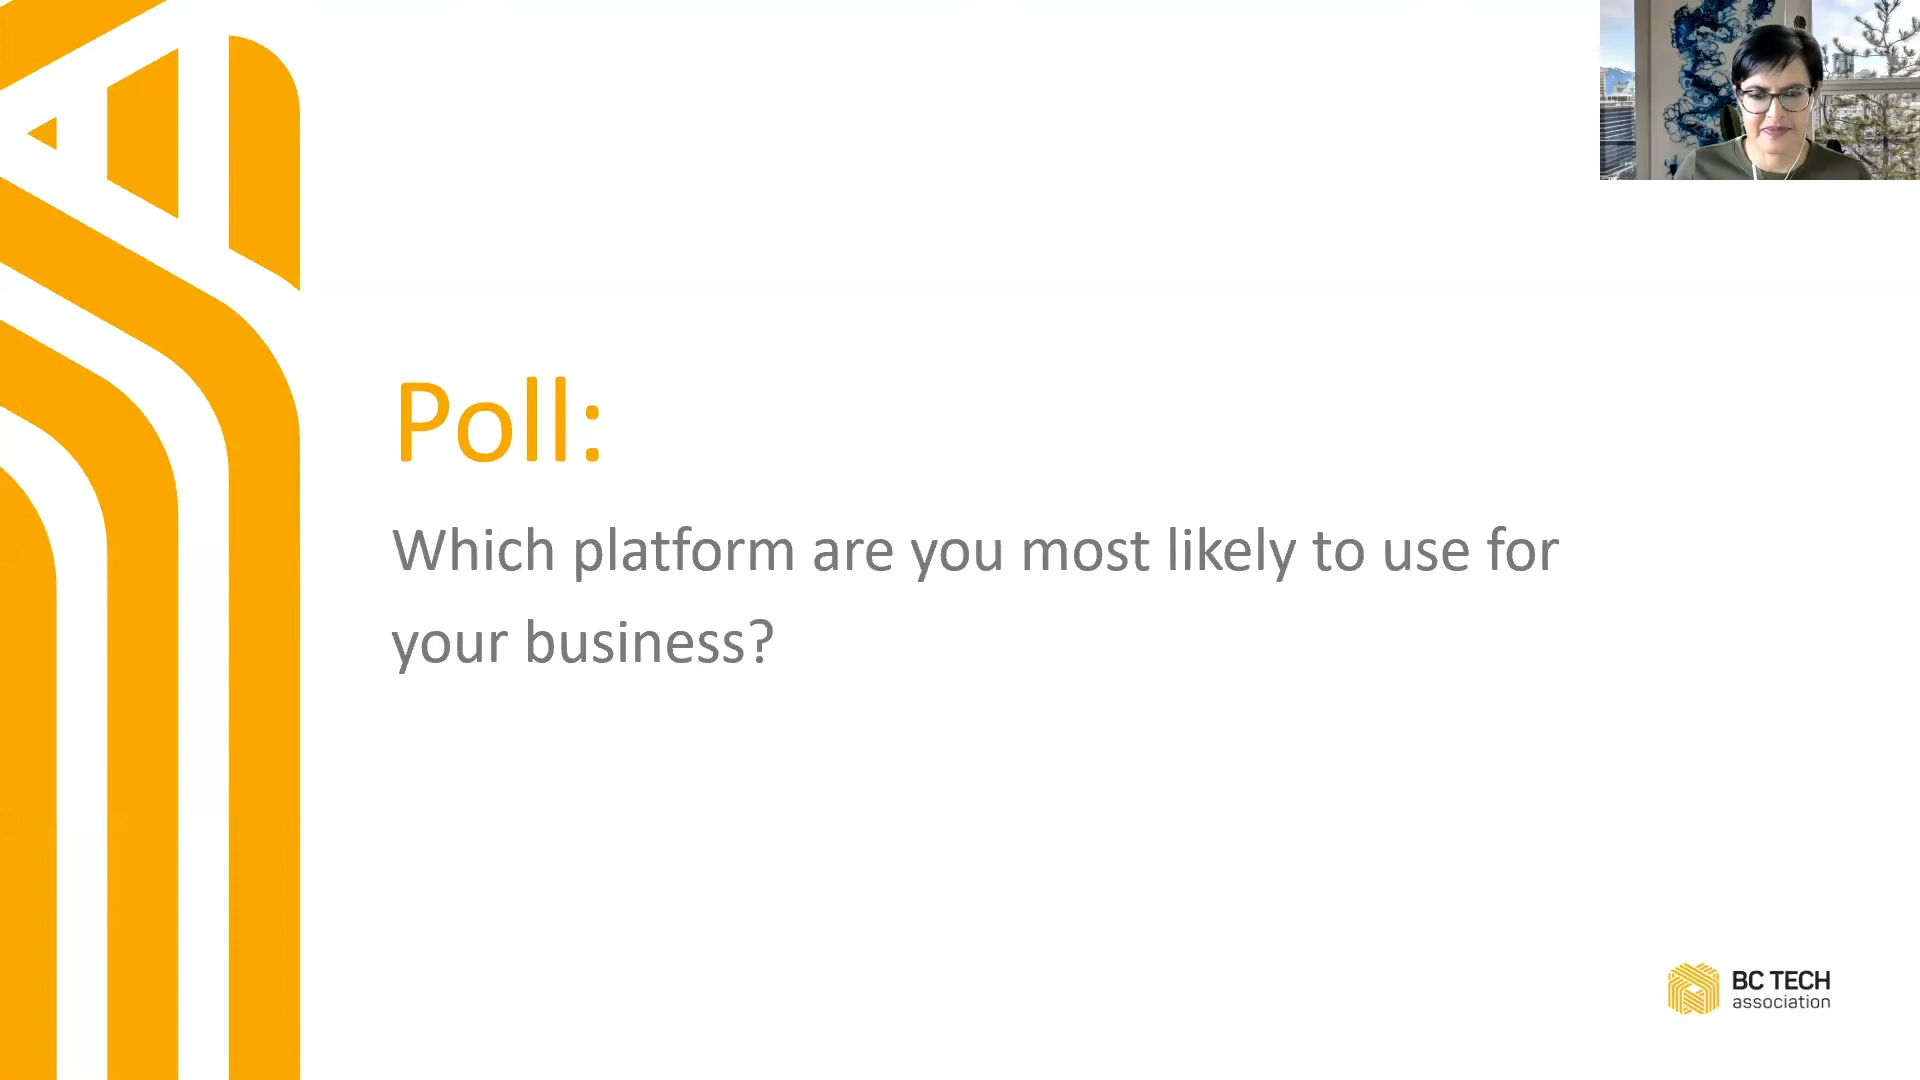 Poll:
Which platform are you most likely to use for
your business?
BC TECH
association